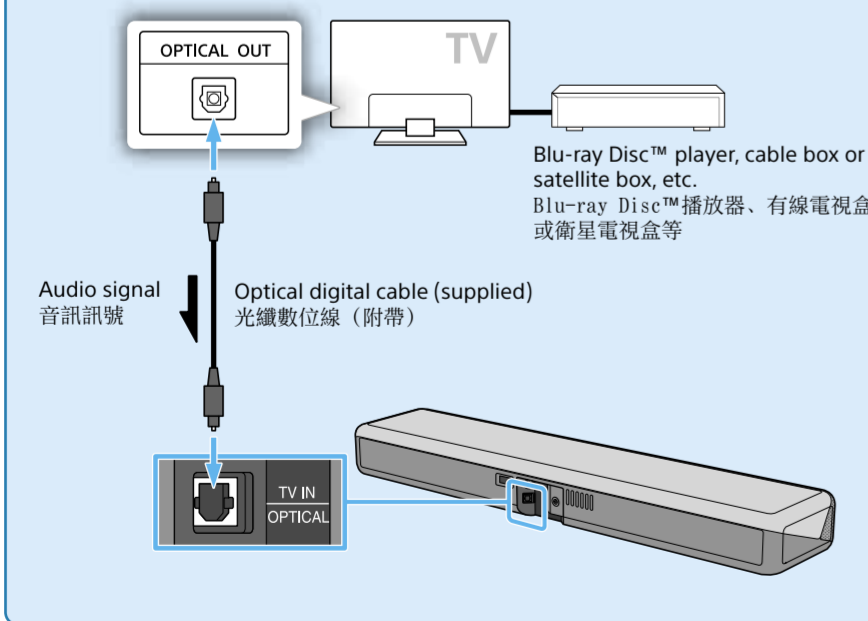 OPTICAL OUT
TV
Blu-ray Disc™ player, cable box or
satellite box, etc.
Blu-ray Disc™播放器、有線電視盒
或衛星電視盒等
Audio signal
音訊訊號
Optical digital cable (supplied)
光纖數位線（附帶）
TV IN
OPTICAL